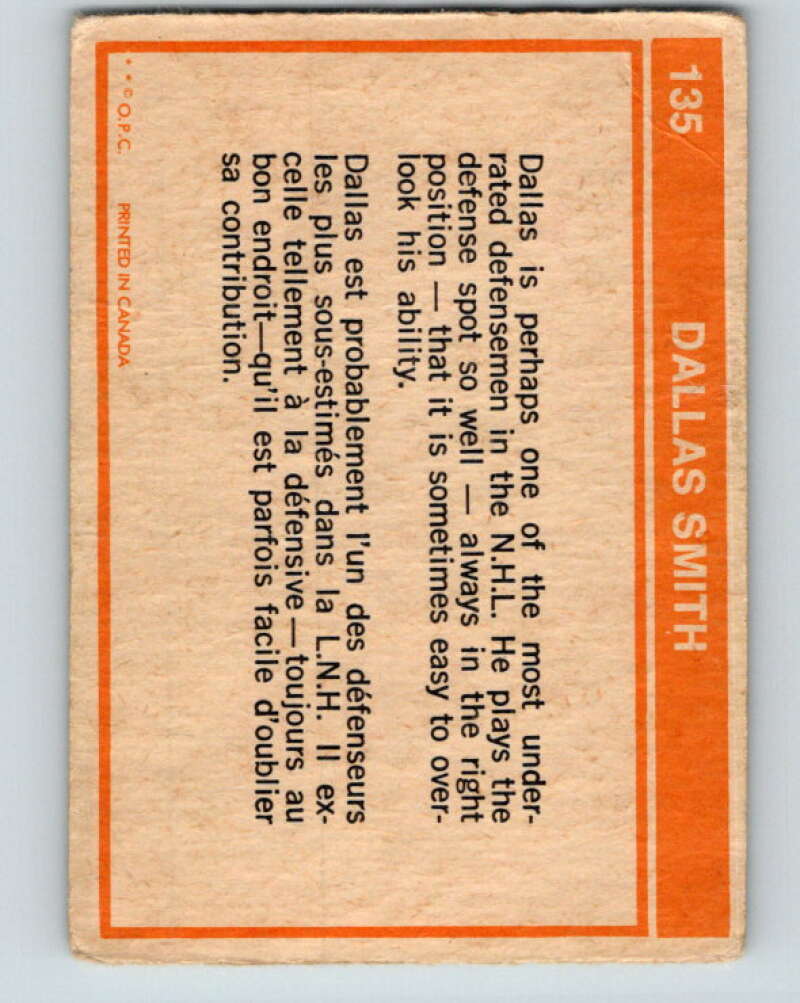 135 DALLAS SMITH
Dallas is perhaps one of the most under-
rated defensemen in the N.H.L. He plays the
defense spot so well — always in the right
position — that it is sometimes easy to over-
look his ability.
Dallas est probablement l'un des défenseurs
les plus sous-estimés dans la L.N.H. Il ex-
celle tellement à la défensive — toujours au
bon endroit—qu'il est parfois facile d'oublier
sa contribution.
* * © O.P.C. PRINTED IN CANADA